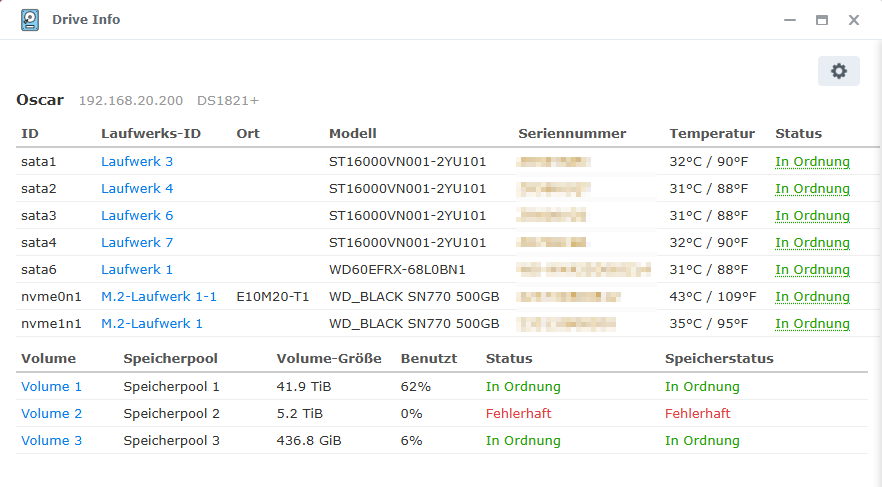 Drive Info
Oscar 192.168.20.200 DS1821+
ID Laufwerks-ID Ort Modell Seriennummer Temperatur Status
sata1 Laufwerk 3 ST16000VN001-2YU101 32°C / 90°F In Ordnung
sata2 Laufwerk 4 ST16000VN001-2YU101 31°C / 88°F In Ordnung
sata3 Laufwerk 6 ST16000VN001-2YU101 31°C / 88°F In Ordnung
sata4 Laufwerk 7 ST16000VN001-2YU101 32°C / 90°F In Ordnung
sata6 Laufwerk 1 WD60EFRX-68L0BN1 31°C / 88°F In Ordnung
nvme0n1 M.2-Laufwerk 1-1 E10M20-T1 WD_BLACK SN770 500GB 43°C / 109°F In Ordnung
nvme1n1 M.2-Laufwerk 1 WD_BLACK SN770 500GB 35°C / 95°F In Ordnung
Volume Speicherpool Volume-Größe Benutzt Status Speicherstatus
Volume 1 Speicherpool 1 41.9 TiB 62% In Ordnung In Ordnung
Volume 2 Speicherpool 2 5.2 TiB 0% Fehlerhaft Fehlerhaft
Volume 3 Speicherpool 3 436.8 GiB 6% In Ordnung In Ordnung